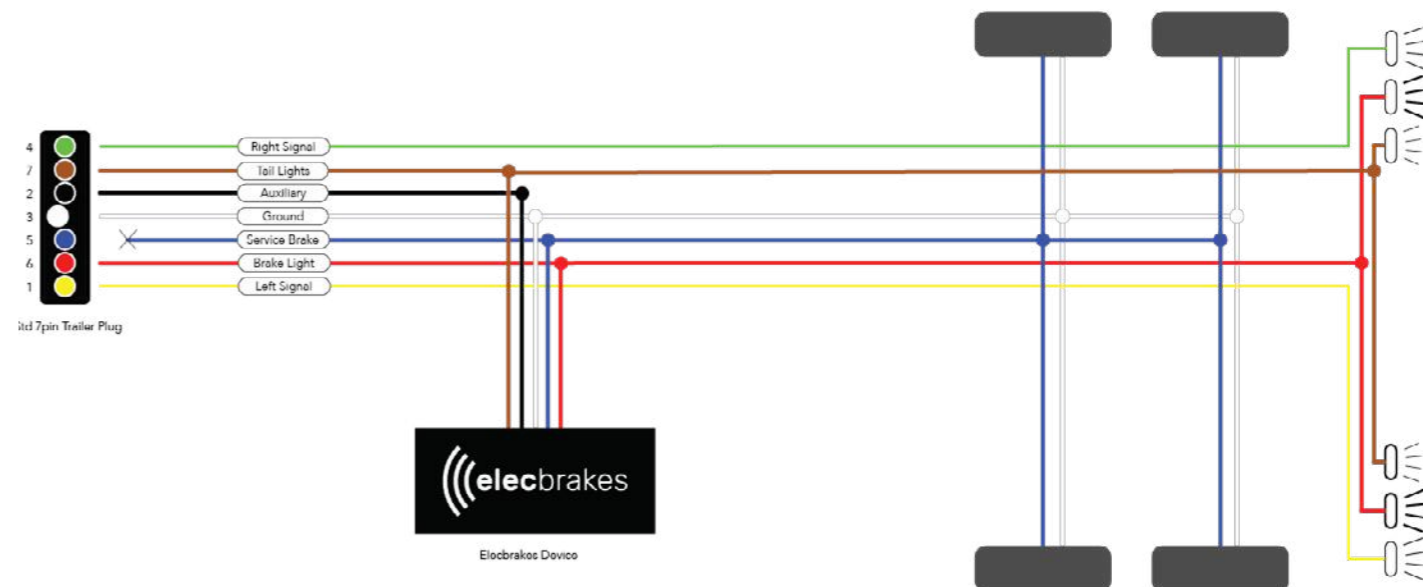 4
Right Signal
7
Tail Lights
2
Auxiliary
3
Ground
5
Service Brake
6
Brake Light
1
Left Signal
Std 7pin Trailer Plug
elecbrakes
Elecbrakes Device